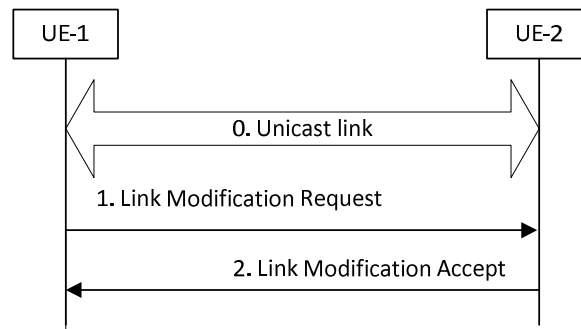 UE-1
UE-2
0. Unicast link
1. Link Modification Request
2. Link Modification Accept